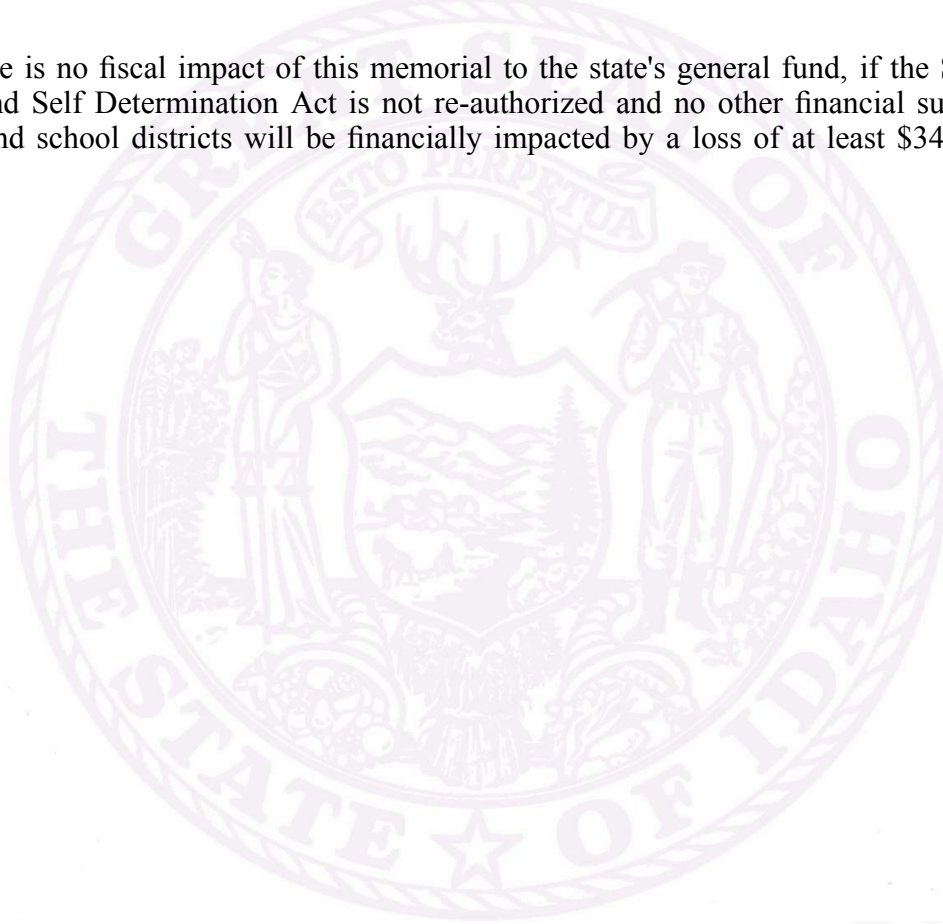 e is no fiscal impact of this memorial to the state's general fund, if the S
nd Self Determination Act is not re-authorized and no other financial su
nd school districts will be financially impacted by a loss of at least $34
GREAT SEAL OF
ESTO PERPETUA
THE STATE ☆ OF IDAHO